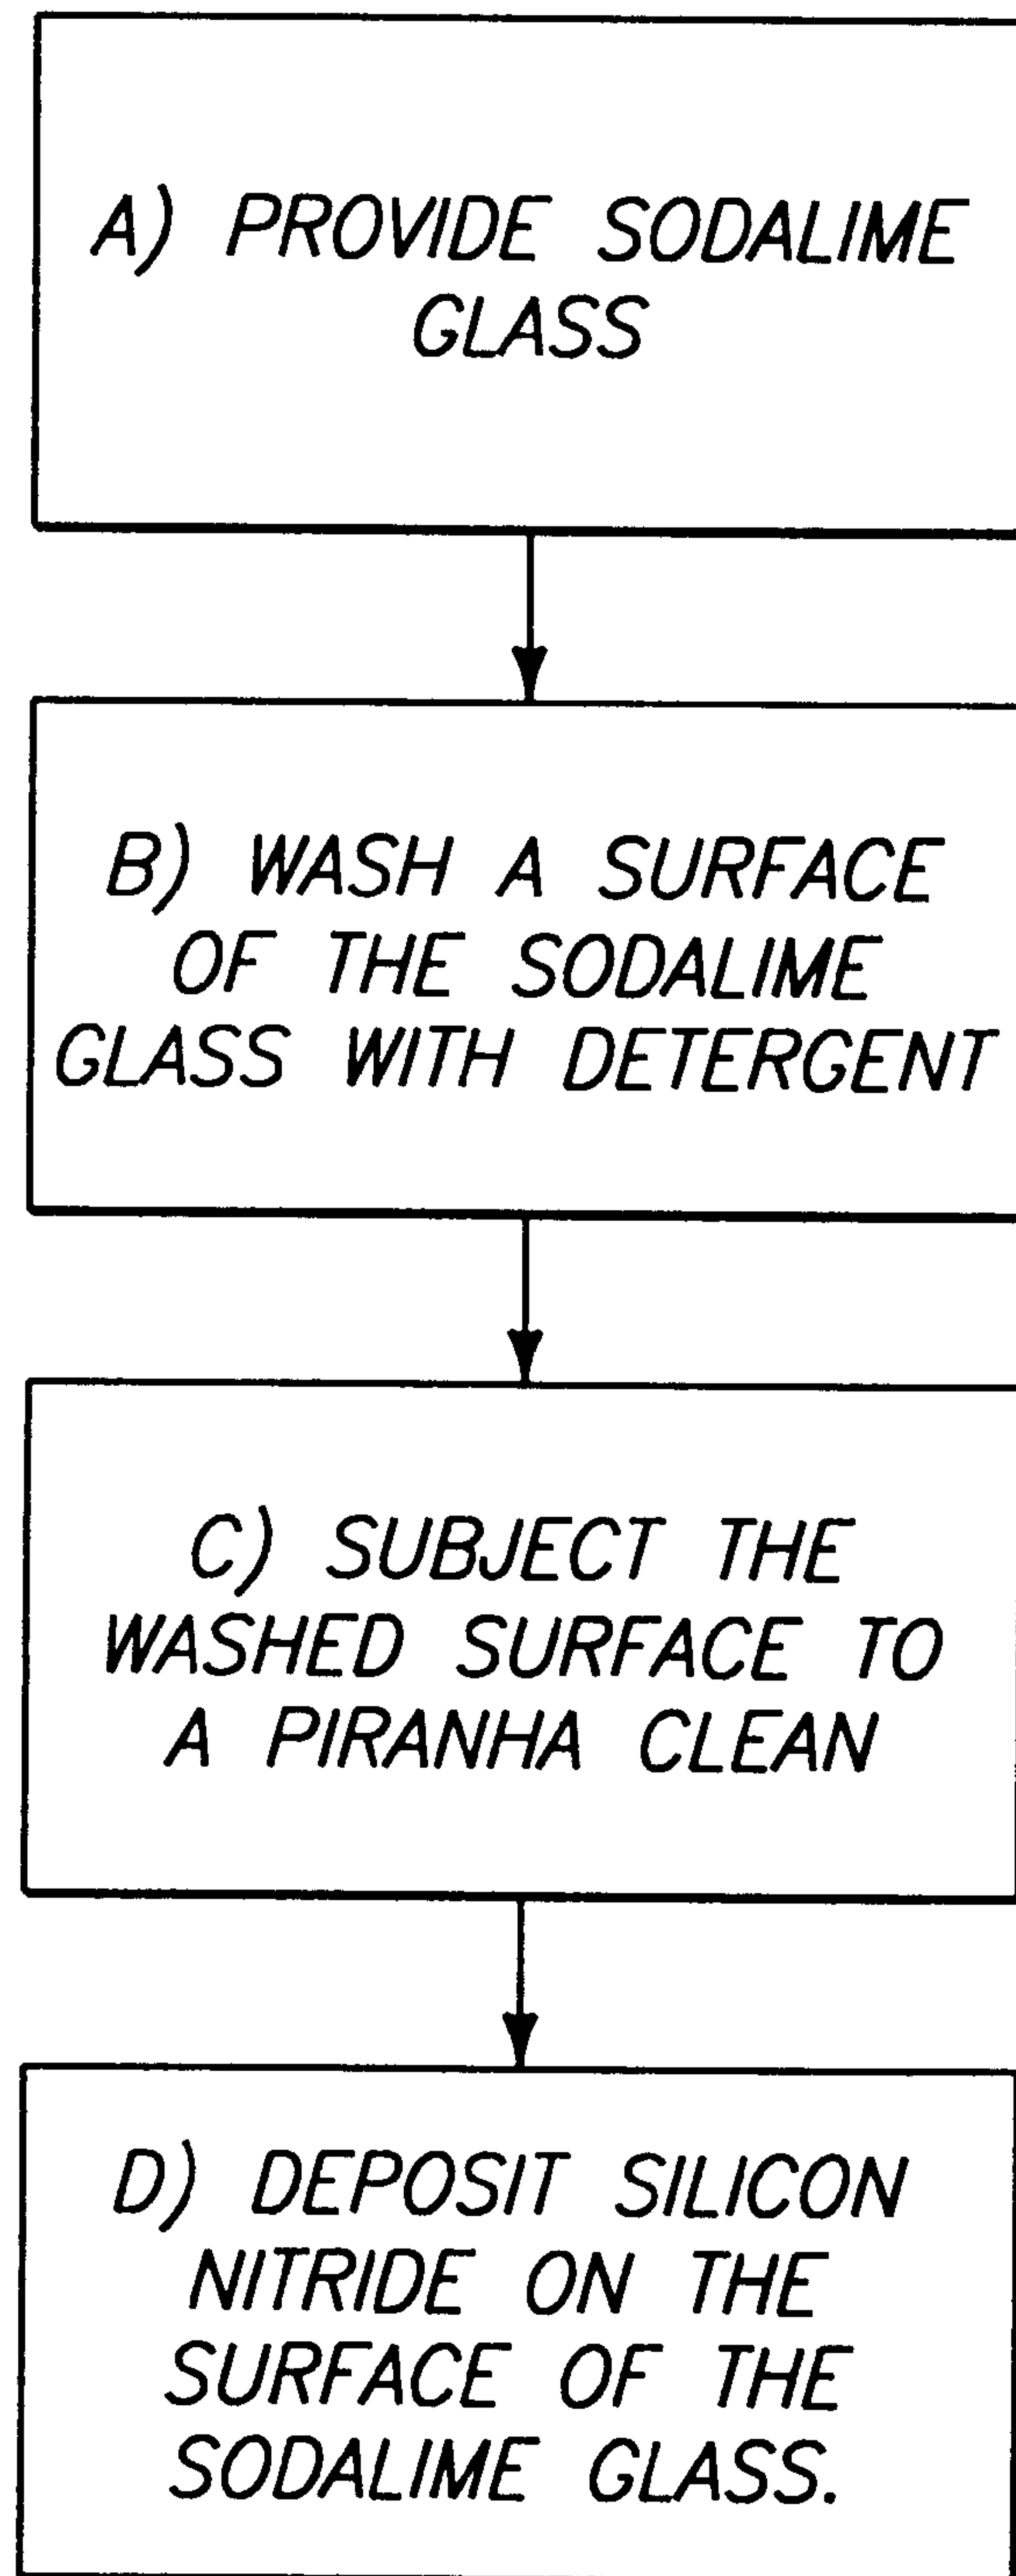 A) PROVIDE SODALIME
GLASS
B) WASH A SURFACE
OF THE SODALIME
GLASS WITH DETERGENT
C) SUBJECT THE
WASHED SURFACE TO
A PIRANHA CLEAN
D) DEPOSIT SILICON
NITRIDE ON THE
SURFACE OF THE
SODALIME GLASS.